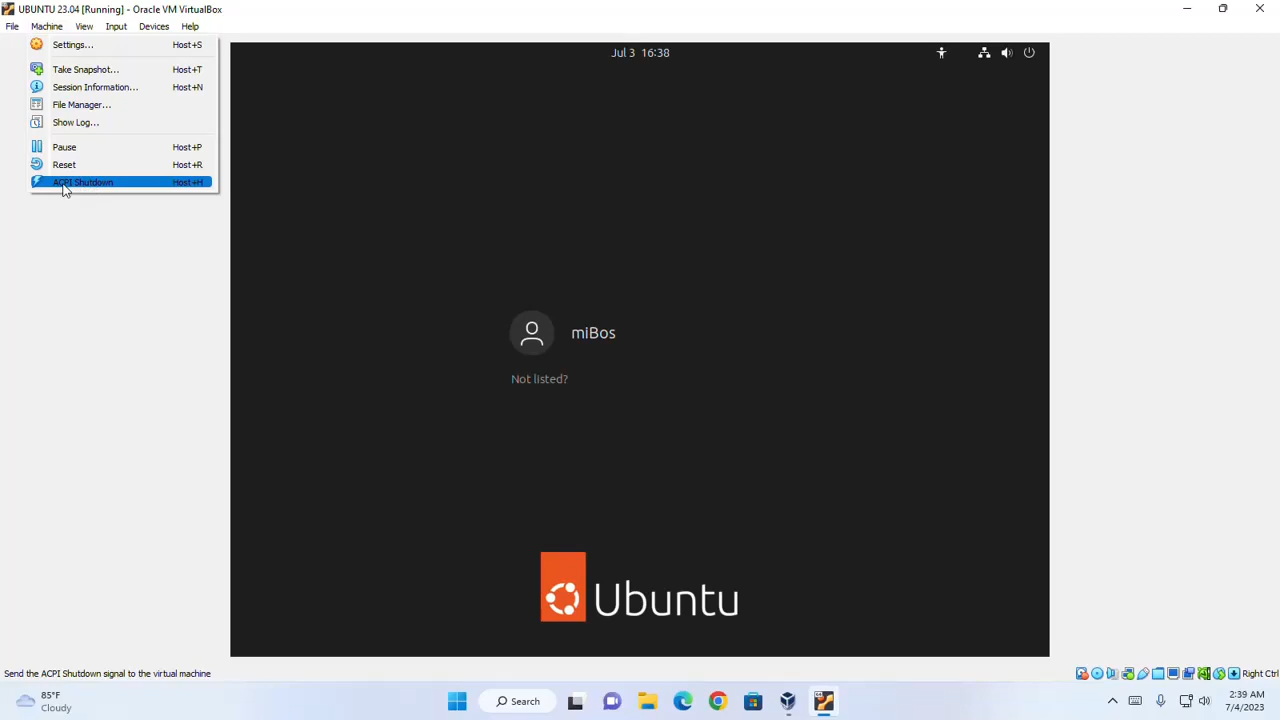 UBUNTU 23.04 [Running] - Oracle VM VirtualBox
File Machine View Input Devices Help
Settings... Host+S
Take Snapshot... Host+T
Session Information... Host+N
File Manager...
Show Log...
Pause Host+P
Reset Host+R
ACPI Shutdown Host+H
Jul 3 16:38
miBos
Not listed?
Ubuntu
Send the ACPI Shutdown signal to the virtual machine
Right Ctrl
85°F
Cloudy
Search
2:39 AM
7/4/2023